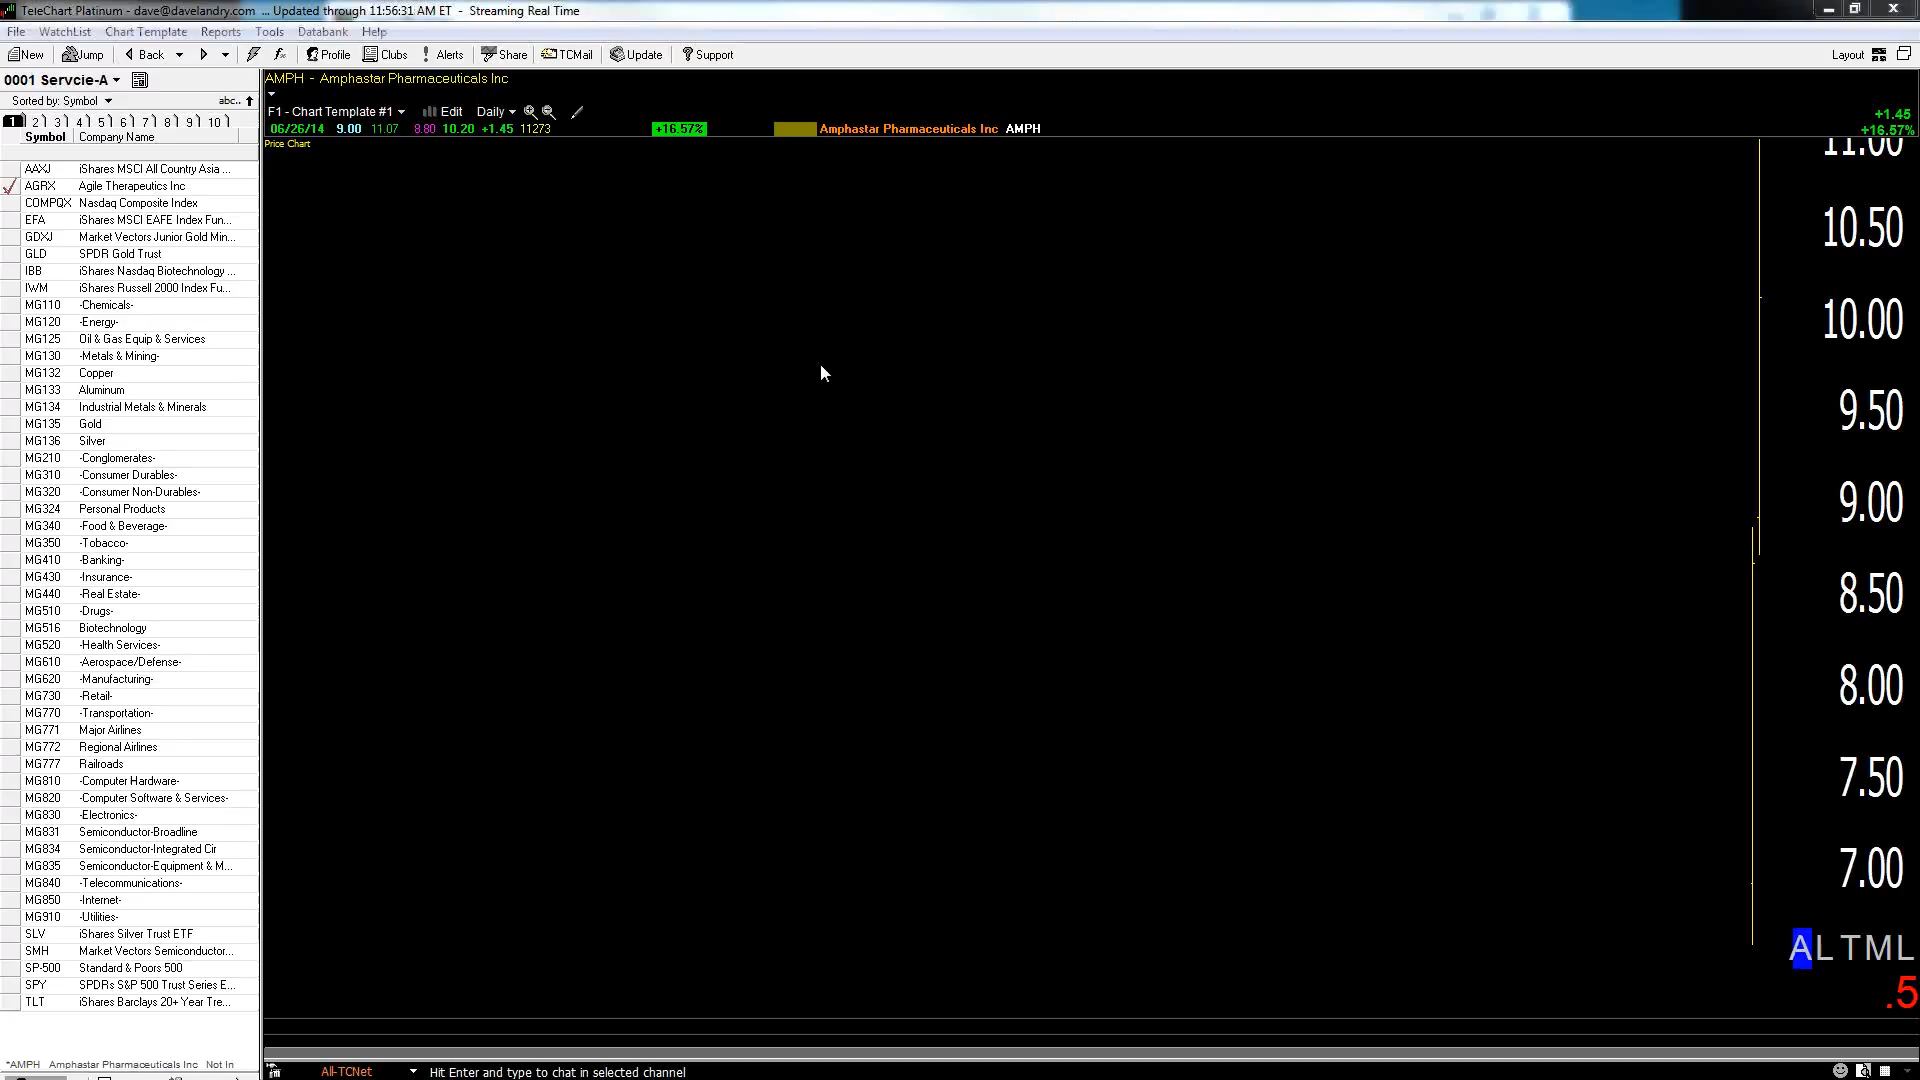 TeleChart Platinum - dave@davelandry.com ... Updated through 11:56:31 AM ET - Streaming Real Time
File WatchList Chart Template Reports Tools Databank Help
New Jump Back Profile Clubs Alerts Share TCMail Update Support Layout
0001 Servcie-A
Sorted by: Symbol abc..
1 2 3 4 5 6 7 8 9 10
Symbol Company Name
AAXJ iShares MSCI All Country Asia ...
AGRX Agile Therapeutics Inc
COMPQX Nasdaq Composite Index
EFA iShares MSCI EAFE Index Fun...
GDXJ Market Vectors Junior Gold Min...
GLD SPDR Gold Trust
IBB iShares Nasdaq Biotechnology ...
IWM iShares Russell 2000 Index Fu...
MG110 -Chemicals-
MG120 -Energy-
MG125 Oil & Gas Equip & Services
MG130 -Metals & Mining-
MG132 Copper
MG133 Aluminum
MG134 Industrial Metals & Minerals
MG135 Gold
MG136 Silver
MG210 -Conglomerates-
MG310 -Consumer Durables-
MG320 -Consumer Non-Durables-
MG324 Personal Products
MG340 -Food & Beverage-
MG350 -Tobacco-
MG410 -Banking-
MG430 -Insurance-
MG440 -Real Estate-
MG510 -Drugs-
MG516 Biotechnology
MG520 -Health Services-
MG610 -Aerospace/Defense-
MG620 -Manufacturing-
MG730 -Retail-
MG770 -Transportation-
MG771 Major Airlines
MG772 Regional Airlines
MG777 Railroads
MG810 -Computer Hardware-
MG820 -Computer Software & Services-
MG830 -Electronics-
MG831 Semiconductor-Broadline
MG834 Semiconductor-Integrated Cir
MG835 Semiconductor-Equipment & M...
MG840 -Telecommunications-
MG850 -Internet-
MG910 -Utilities-
SLV iShares Silver Trust ETF
SMH Market Vectors Semiconductor...
SP-500 Standard & Poors 500
SPY SPDRs S&P 500 Trust Series E...
TLT iShares Barclays 20+ Year Tre...
*AMPH Amphastar Pharmaceuticals Inc Not In
AMPH - Amphastar Pharmaceuticals Inc
F1 - Chart Template #1 Edit Daily
06/26/14 9.00 11.07 8.80 10.20 +1.45 11273 +16.57% Amphastar Pharmaceuticals Inc AMPH
+1.45
+16.57%
Price Chart
11.00
10.50
10.00
9.50
9.00
8.50
8.00
7.50
7.00
ALTML
.5
All-TCNet Hit Enter and type to chat in selected channel